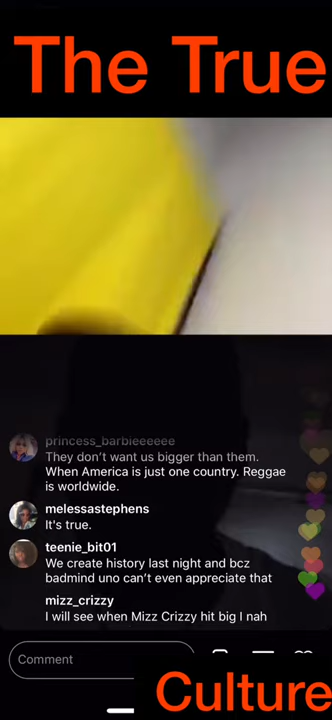 The True
princess_barbieeeeee
They don't want us bigger than them.
When America is just one country. Reggae
is worldwide.
melessastephens
It's true.
teenie_bit01
We create history last night and bcz
badmind uno can't even appreciate that
mizz_crizzy
I will see when Mizz Crizzy hit big I nah
Comment
Culture